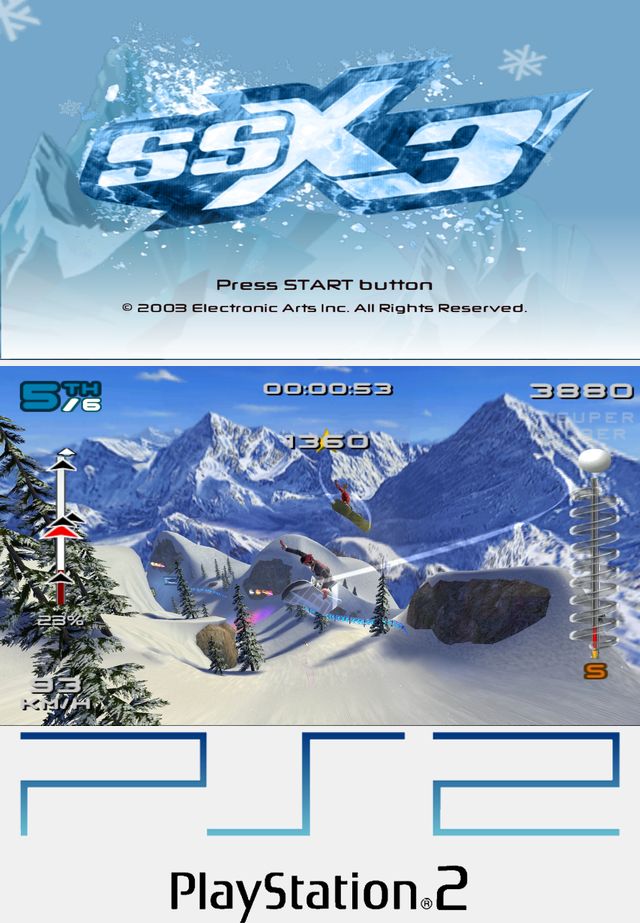 SSX3
Press START button
© 2003 Electronic Arts Inc. All Rights Reserved.
5TH/6
00:00:53
3880
SUPER
1360
23%
93
KM/H
S
PS2
PlayStation®2